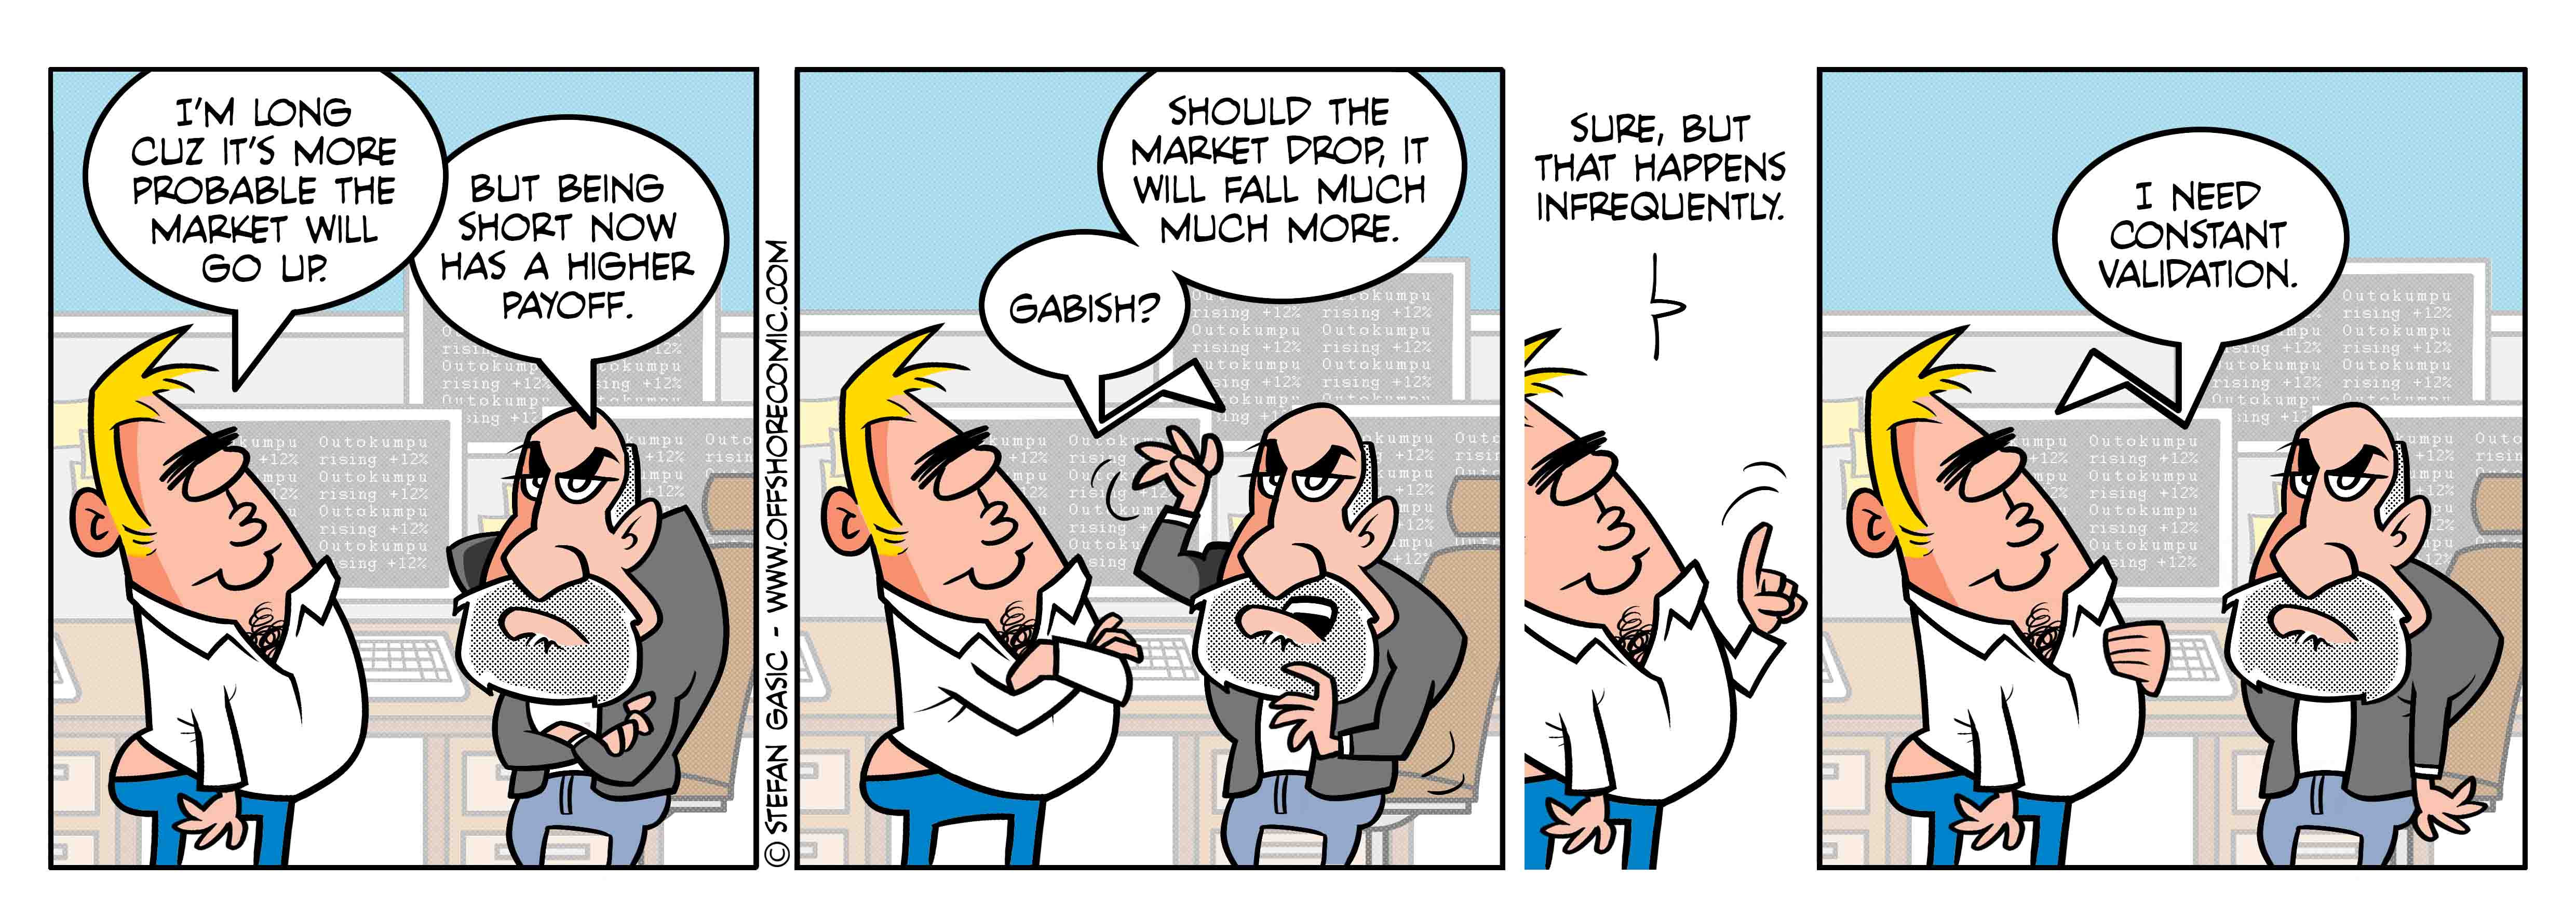 I'M LONG
CUZ IT'S MORE
PROBABLE THE
MARKET WILL
GO UP.
BUT BEING
SHORT NOW
HAS A HIGHER
PAYOFF.
© STEFAN GASIC - WWW.OFFSHORECOMIC.COM
SHOULD THE
MARKET DROP, IT
WILL FALL MUCH
MUCH MORE.
GABISH?
SURE, BUT
THAT HAPPENS
INFREQUENTLY.
I NEED
CONSTANT
VALIDATION.
Outokumpu
rising +12%
Outokumpu
rising +12%
Outokumpu
rising +12%
Outokumpu